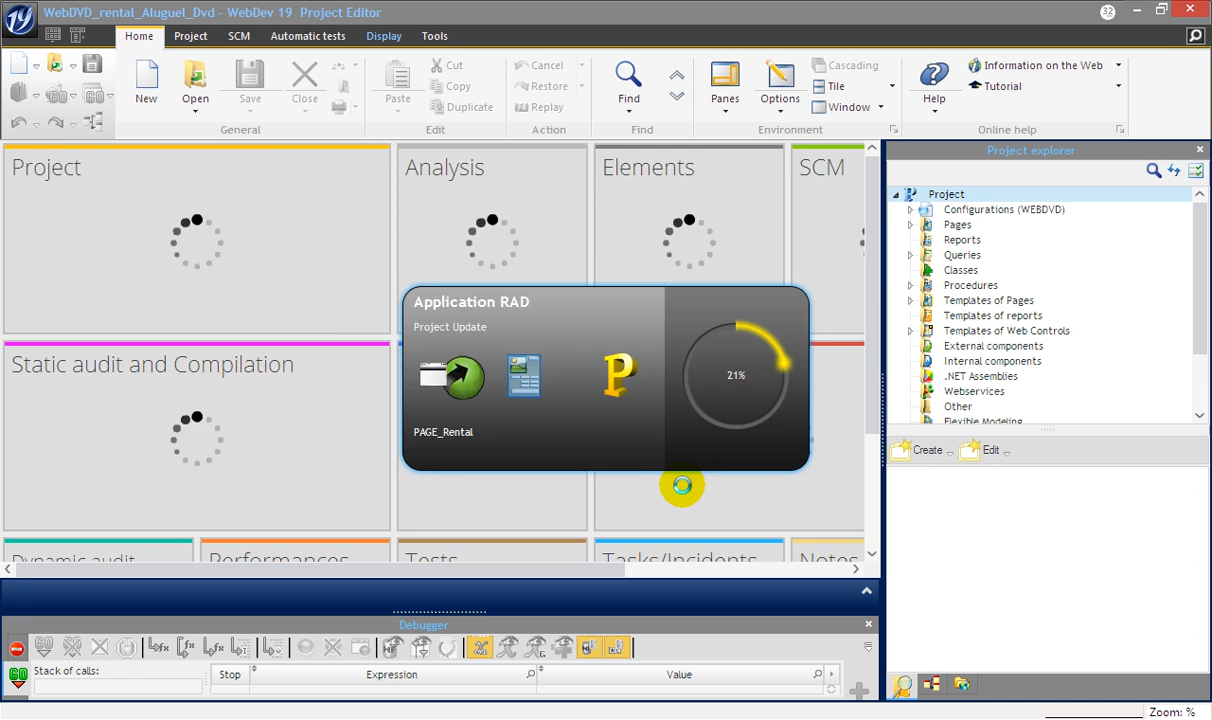 WebDVD_rental_Aluguel_Dvd - WebDev 19 Project Editor
32
19
Home Project SCM Automatic tests Display Tools
New
Open
Save
Close
General
Paste
Cut
Copy
Duplicate
Edit
Cancel
Restore
Replay
Action
Find
Find
Panes
Options
Cascading
Tile
Window
Environment
Help
Information on the Web
Tutorial
Online help
Project
Analysis
Elements
SCM
Static audit and Compilation
Application RAD
Project Update
P
PAGE_Rental
21%
Dynamic audit
Performances
Tests
Tasks/Incidents
Notes
Project explorer
Project
Configurations (WEBDVD)
Pages
Reports
Queries
Classes
Procedures
Templates of Pages
Templates of reports
Templates of Web Controls
External components
Internal components
.NET Assemblies
Webservices
Other
Flexible Modeling
Create
Edit
Debugger
GO
Stack of calls:
Stop
Expression
Value
Zoom: %